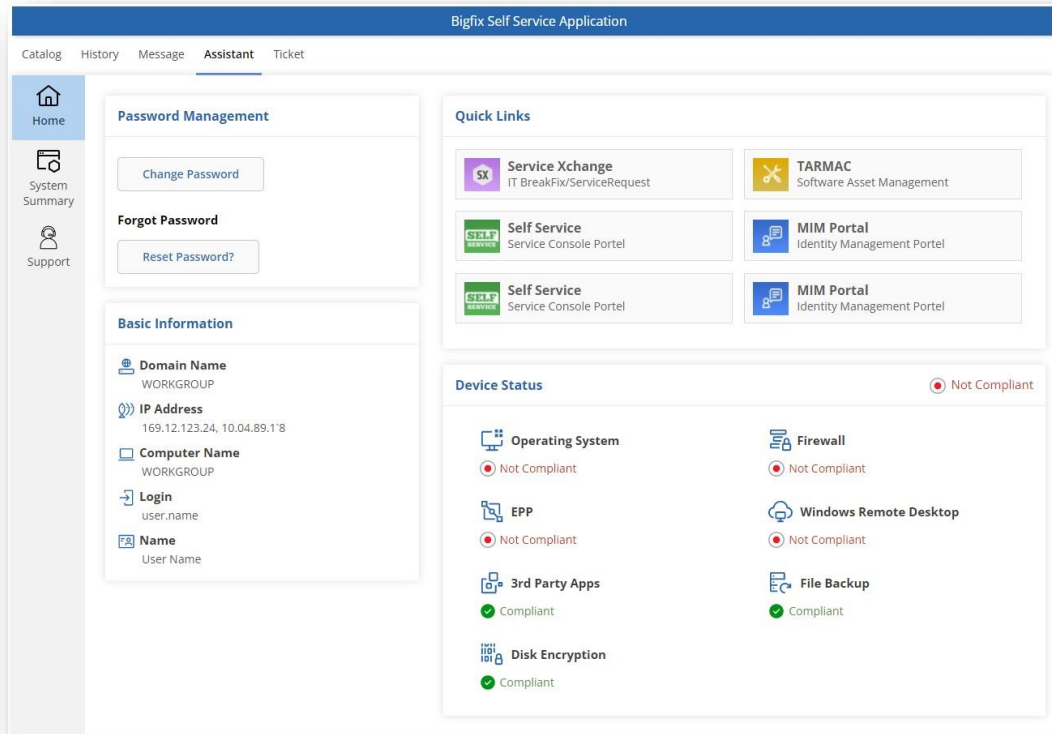 Bigfix Self Service Application
Catalog History Message Assistant Ticket
Home
System
Summary
Support
Password Management
Change Password
Forgot Password
Reset Password?
Basic Information
Domain Name
WORKGROUP
IP Address
169.12.123.24, 10.04.89.1`8
Computer Name
WORKGROUP
Login
user.name
Name
User Name
Quick Links
SX
Service Xchange
IT BreakFix/ServiceRequest
TARMAC
Software Asset Management
SELF
SERVICE
Self Service
Service Console Portal
MIM Portal
Identity Management Portal
SELF
SERVICE
Self Service
Service Console Portal
MIM Portal
Identity Management Portal
Device Status
Not Compliant
Operating System
Not Compliant
Firewall
Not Compliant
EPP
Not Compliant
Windows Remote Desktop
Not Compliant
3rd Party Apps
Compliant
File Backup
Compliant
Disk Encryption
Compliant